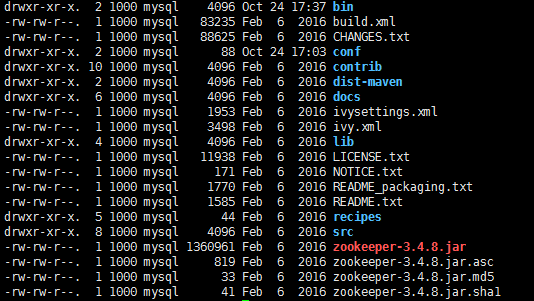 drwxr-xr-x. 2 1000 mysql 4096 Oct 24 17:37 bin
-rw-rw-r--. 1 1000 mysql 83235 Feb 6 2016 build.xml
-rw-rw-r--. 1 1000 mysql 88625 Feb 6 2016 CHANGES.txt
drwxr-xr-x. 2 1000 mysql 88 Oct 24 17:03 conf
drwxr-xr-x. 10 1000 mysql 4096 Feb 6 2016 contrib
drwxr-xr-x. 2 1000 mysql 4096 Feb 6 2016 dist-maven
drwxr-xr-x. 6 1000 mysql 4096 Feb 6 2016 docs
-rw-rw-r--. 1 1000 mysql 1953 Feb 6 2016 ivysettings.xml
-rw-rw-r--. 1 1000 mysql 3498 Feb 6 2016 ivy.xml
drwxr-xr-x. 4 1000 mysql 4096 Feb 6 2016 lib
-rw-rw-r--. 1 1000 mysql 11938 Feb 6 2016 LICENSE.txt
-rw-rw-r--. 1 1000 mysql 171 Feb 6 2016 NOTICE.txt
-rw-rw-r--. 1 1000 mysql 1770 Feb 6 2016 README_packaging.txt
-rw-rw-r--. 1 1000 mysql 1585 Feb 6 2016 README.txt
drwxr-xr-x. 5 1000 mysql 44 Feb 6 2016 recipes
drwxr-xr-x. 8 1000 mysql 4096 Feb 6 2016 src
-rw-rw-r--. 1 1000 mysql 1360961 Feb 6 2016 zookeeper-3.4.8.jar
-rw-rw-r--. 1 1000 mysql 819 Feb 6 2016 zookeeper-3.4.8.jar.asc
-rw-rw-r--. 1 1000 mysql 33 Feb 6 2016 zookeeper-3.4.8.jar.md5
-rw-rw-r--. 1 1000 mysql 41 Feb 6 2016 zookeeper-3.4.8.jar.sha1